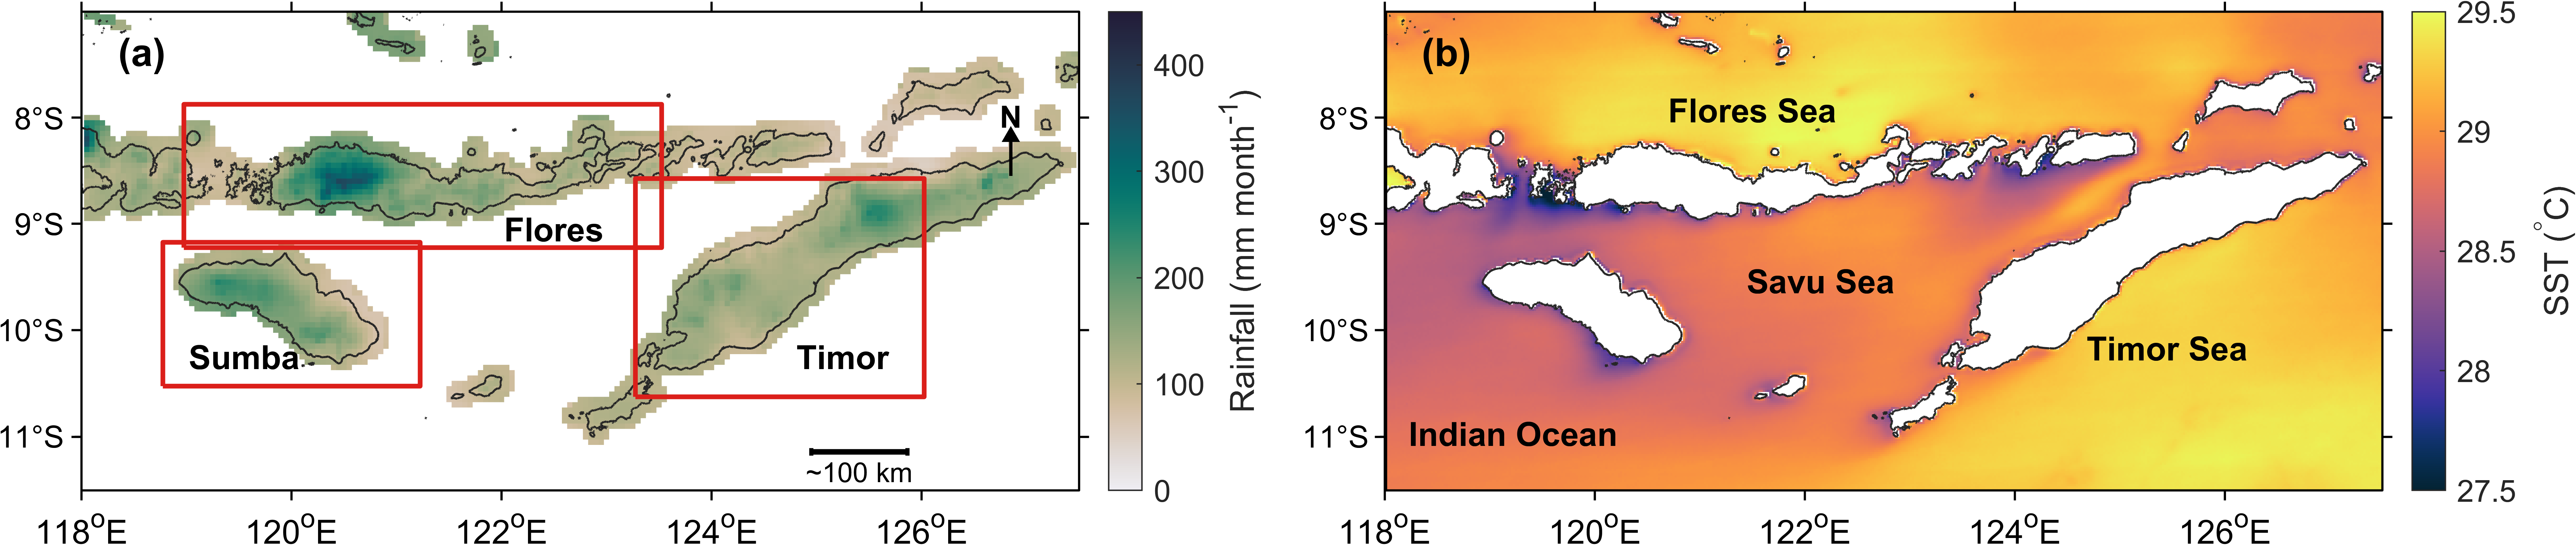 (a)
N
8°S
9°S
10°S
11°S
Flores
Sumba
Timor
~100 km
118°E
120°E
122°E
124°E
126°E
400
300
200
100
0
Rainfall (mm month⁻¹)
(b)
Flores Sea
Savu Sea
Timor Sea
Indian Ocean
8°S
9°S
10°S
11°S
118°E
120°E
122°E
124°E
126°E
29.5
29
28.5
28
27.5
SST (°C)